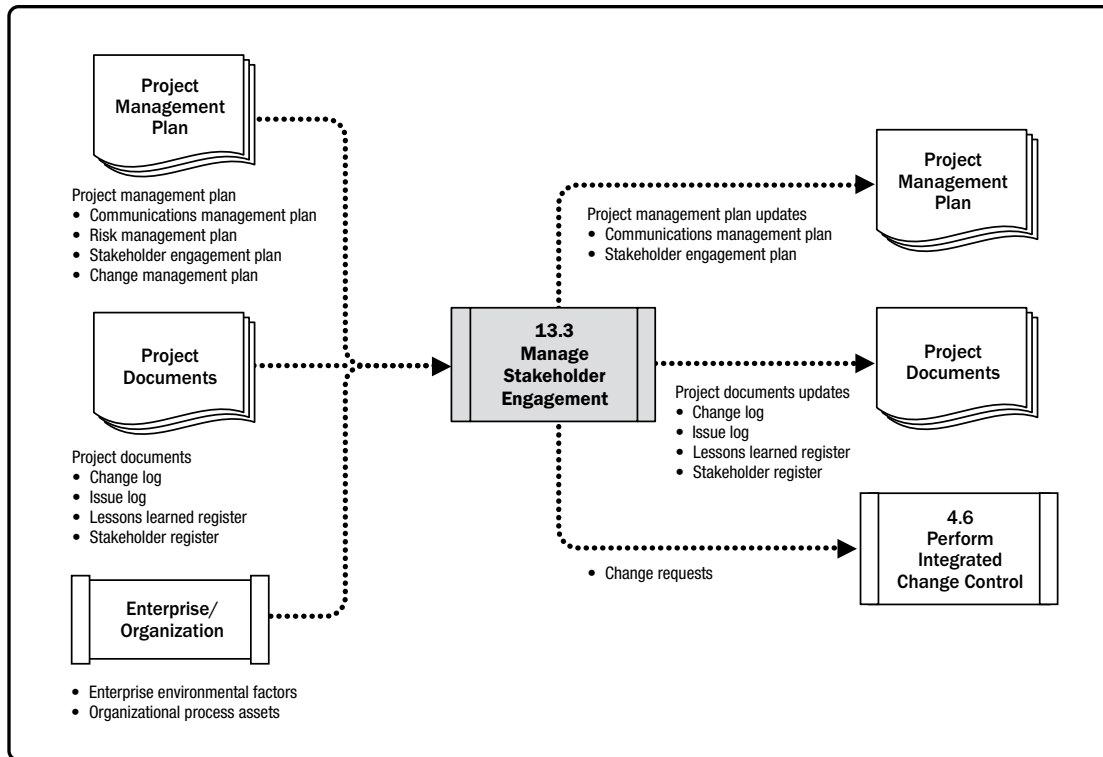 Project
Management
Plan
Project management plan
• Communications management plan
• Risk management plan
• Stakeholder engagement plan
• Change management plan
Project
Documents
Project documents
• Change log
• Issue log
• Lessons learned register
• Stakeholder register
Enterprise/
Organization
• Enterprise environmental factors
• Organizational process assets
13.3
Manage
Stakeholder
Engagement
Project management plan updates
• Communications management plan
• Stakeholder engagement plan
Project
Management
Plan
Project documents updates
• Change log
• Issue log
• Lessons learned register
• Stakeholder register
Project
Documents
• Change requests
4.6
Perform
Integrated
Change Control